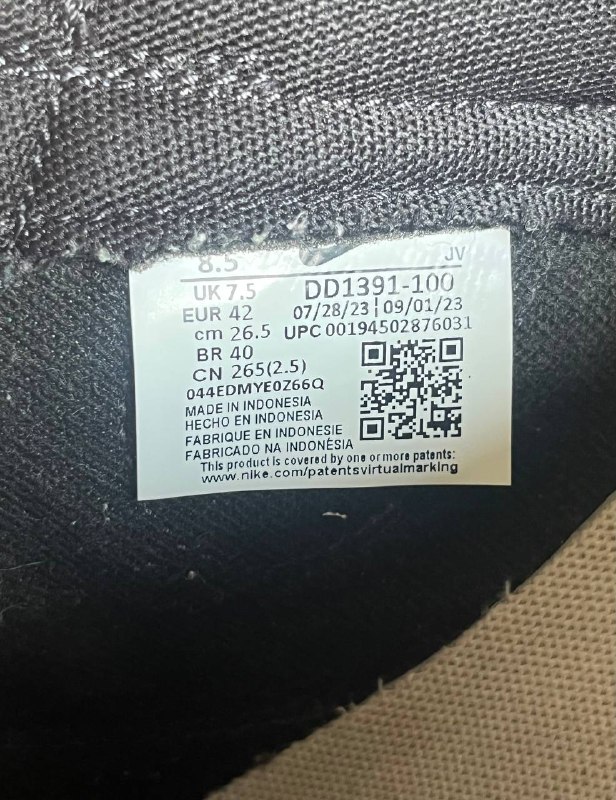 8.5 JV
UK 7.5 DD1391-100
EUR 42 07/28/23 | 09/01/23
cm 26.5 UPC 00194502876031
BR 40
CN 265(2.5)
044EDMYE0Z66Q
MADE IN INDONESIA
HECHO EN INDONESIA
FABRIQUE EN INDONESIE
FABRICADO NA INDONÉSIA
This product is covered by one or more patents:
www.nike.com/patentsvirtualmarking